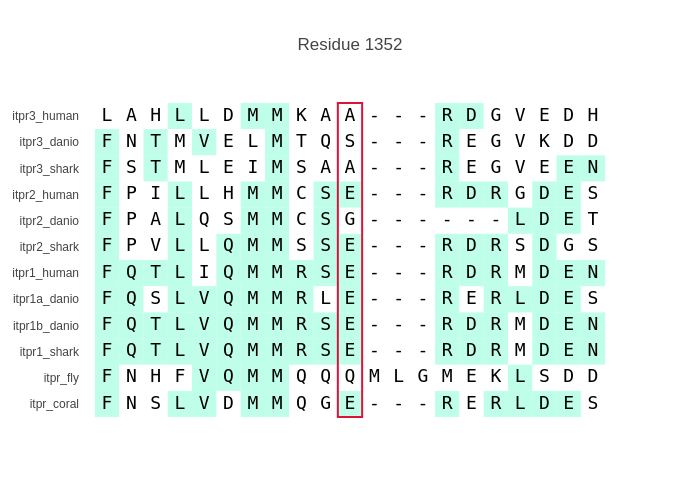 Residue 1352
itpr3_human L A H L L D M M K A A - - - R D G V E D H
itpr3_danio F N T M V E L M T Q S - - - R E G V K D D
itpr3_shark F S T M L E I M S A A - - - R E G V E E N
itpr2_human F P I L L H M M C S E - - - R D R G D E S
itpr2_danio F P A L Q S M M C S G - - - - - - L D E T
itpr2_shark F P V L L Q M M S S E - - - R D R S D G S
itpr1_human F Q T L I Q M M R S E - - - R D R M D E N
itpr1a_danio F Q S L V Q M M R L E - - - R E R L D E S
itpr1b_danio F Q T L V Q M M R S E - - - R D R M D E N
itpr1_shark F Q T L V Q M M R S E - - - R D R M D E N
itpr_fly F N H F V Q M M Q Q Q M L G M E K L S D D
itpr_coral F N S L V D M M Q G E - - - R E R L D E S